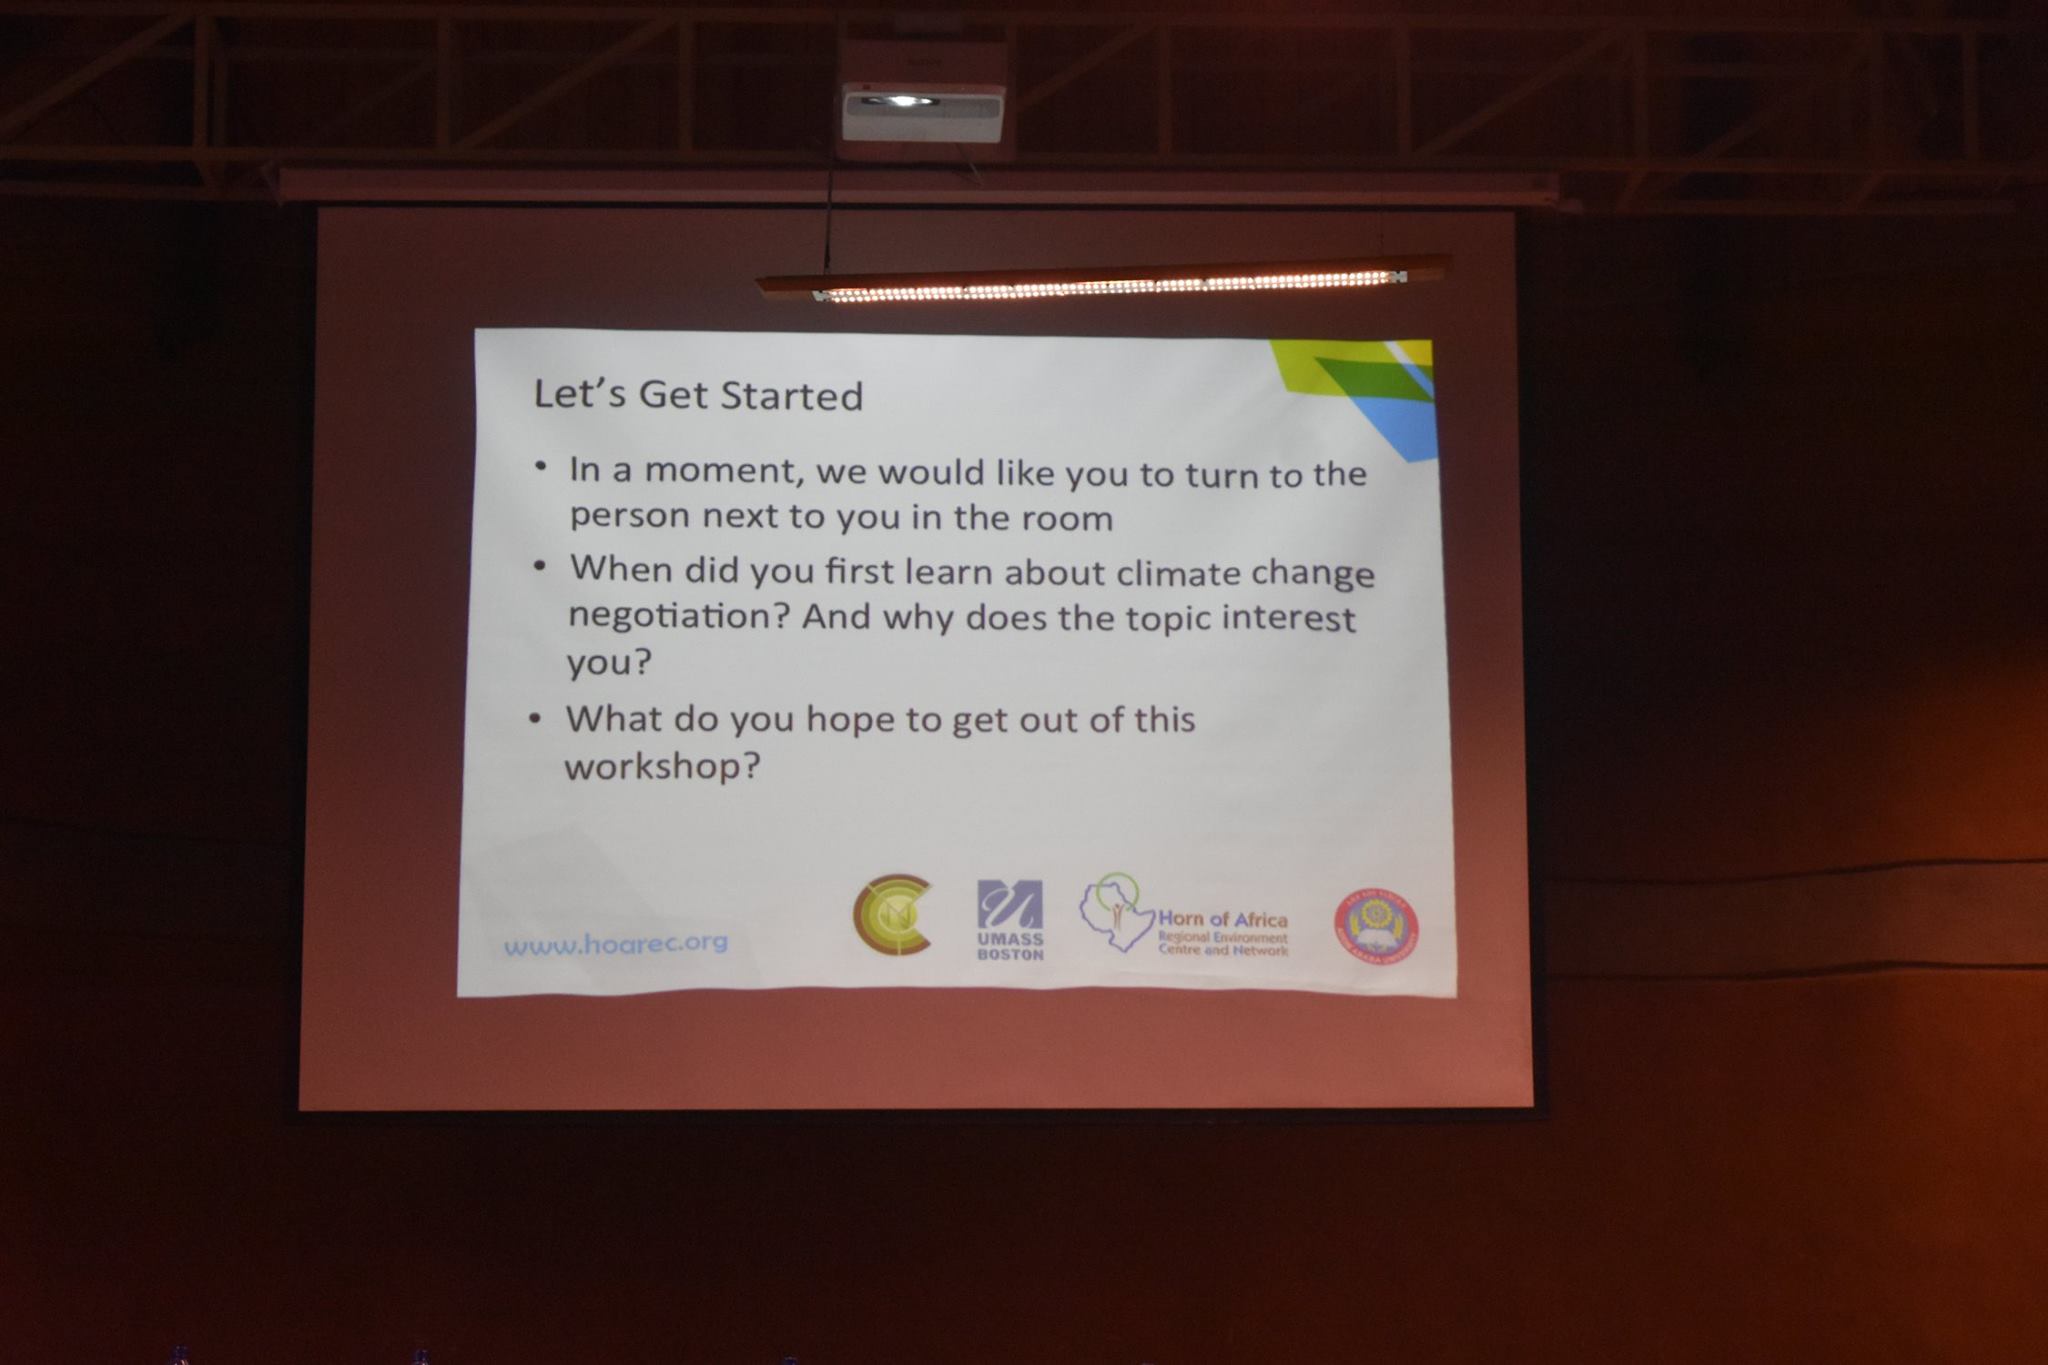 Let's Get Started
• In a moment, we would like you to turn to the
person next to you in the room
• When did you first learn about climate change
negotiation? And why does the topic interest
you?
• What do you hope to get out of this
workshop?
www.hoarec.org
UMASS
BOSTON
Horn of Africa
Regional Environment
Centre and Network
ADDIS ABABA UNIVERSITY